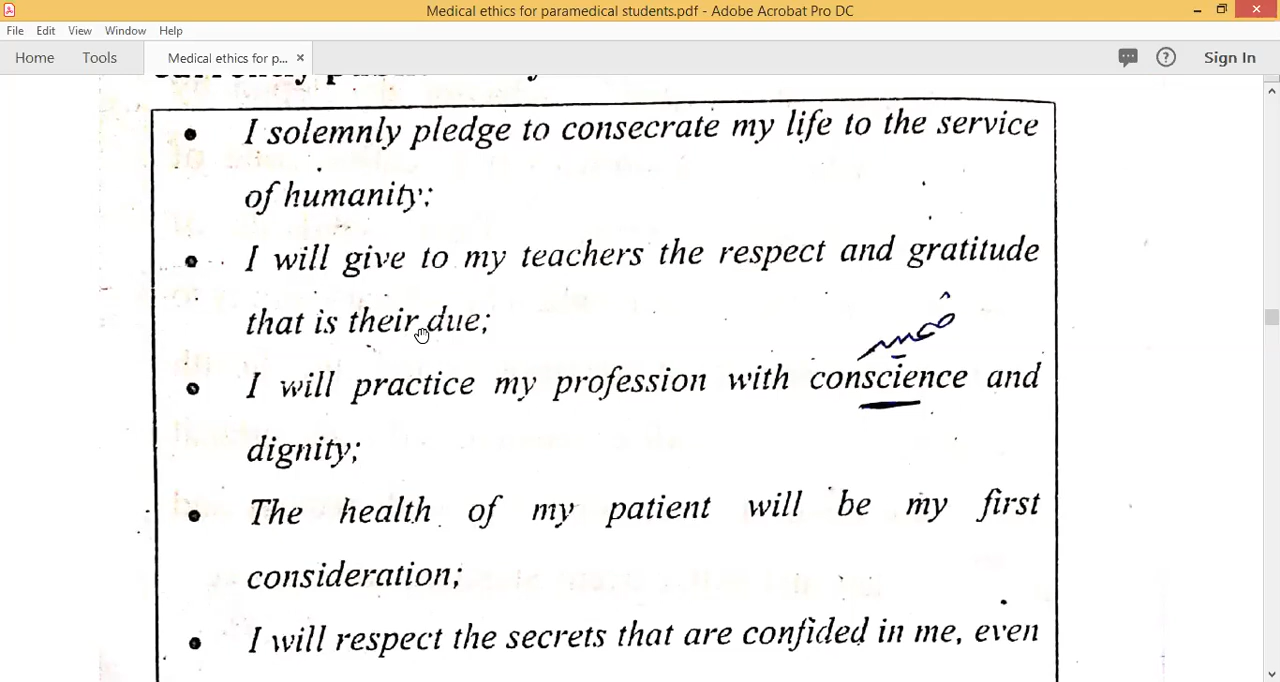 Medical ethics for paramedical students.pdf - Adobe Acrobat Pro DC
File Edit View Window Help
Home Tools Medical ethics for p... × Sign In
currently
• I solemnly pledge to consecrate my life to the service
of humanity;
• I will give to my teachers the respect and gratitude
that is their due;
• I will practice my profession with conscience and
dignity;
• The health of my patient will be my first
consideration;
• I will respect the secrets that are confided in me, even